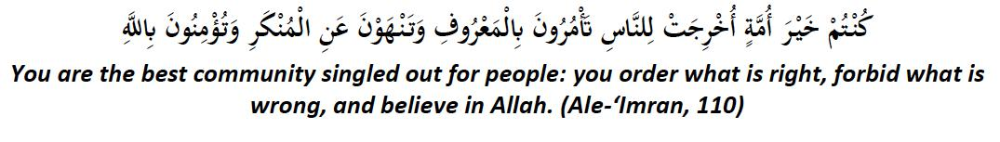 كُنْتُمْ خَيْرَ أُمَّةٍ أُخْرِجَتْ لِلنَّاسِ تَأْمُرُونَ بِالْمَعْرُوفِ وَتَنْهَوْنَ عَنِ الْمُنْكَرِ وَتُؤْمِنُونَ بِاللَّهِ
You are the best community singled out for people: you order what is right, forbid what is
wrong, and believe in Allah. (Ale-‘Imran, 110)